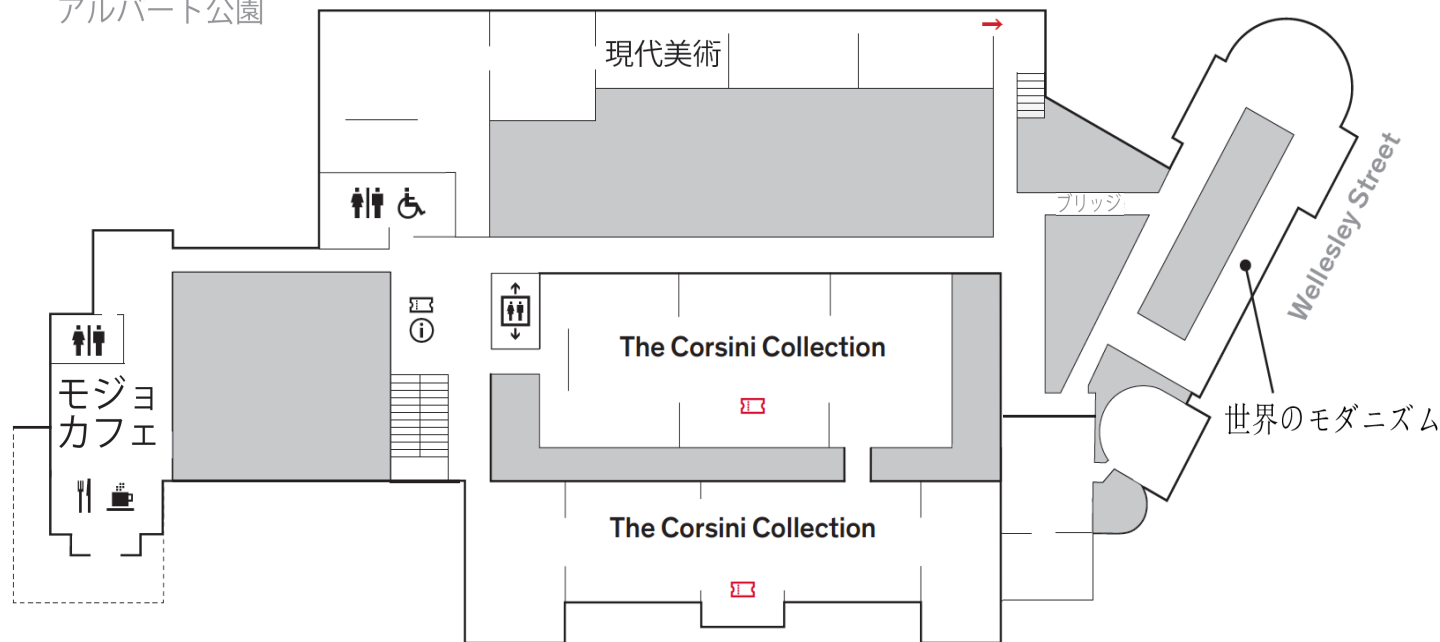 アルバート公園
現代美術
Wellesley Street
ブリッジ
The Corsini Collection
モジョ
カフェ
世界のモダニズム
The Corsini Collection